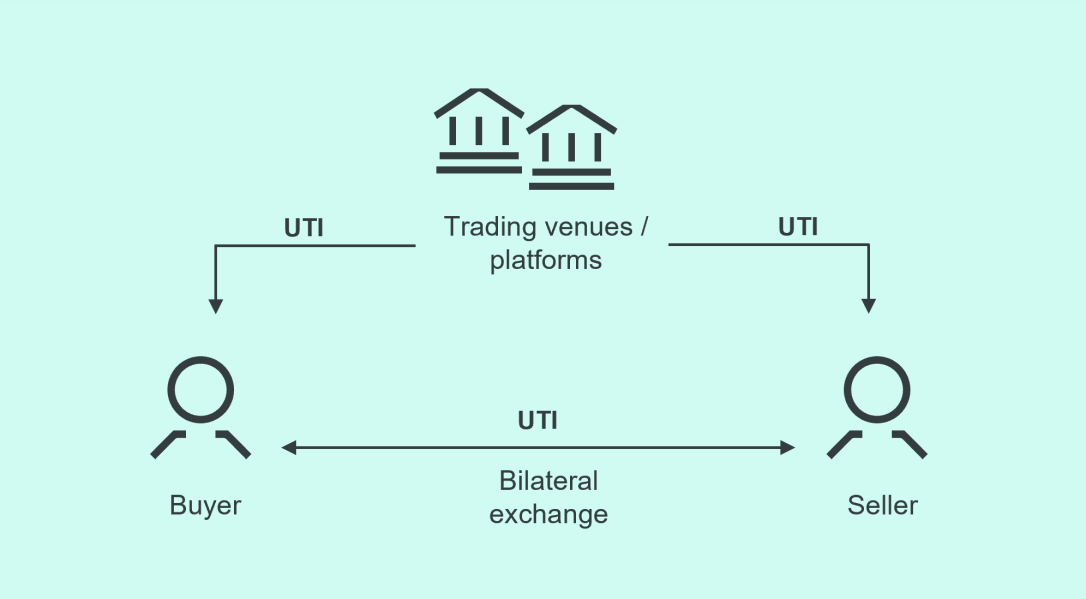 UTI
Trading venues /
platforms
UTI
UTI
Bilateral
exchange
Buyer
Seller